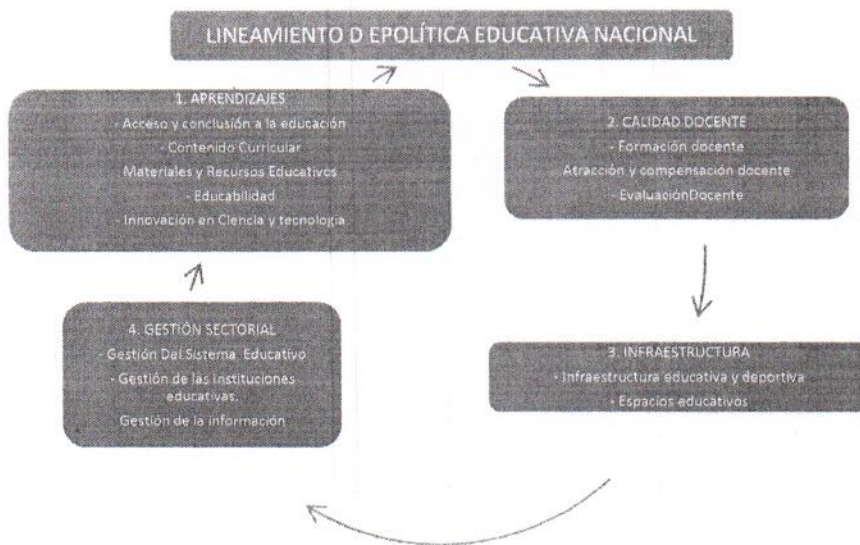 LINEAMIENTO D EPOLÍTICA EDUCATIVA NACIONAL
1. APRENDIZAJES
- Acceso y conclusión a la educación
- Contenido Curricular
Materiales y Recursos Educativos
- Educabilidad
- Innovación en Ciencia y tecnología
2. CALIDAD DOCENTE
- Formación docente
Atracción y compensación docente
- EvaluaciónDocente
3. INFRAESTRUCTURA
- Infraestructura educativa y deportiva
- Espacios educativos
4. GESTIÓN SECTORIAL
- Gestión Del Sistema Educativo
- Gestión de las Instituciones
educativas.
Gestión de la información